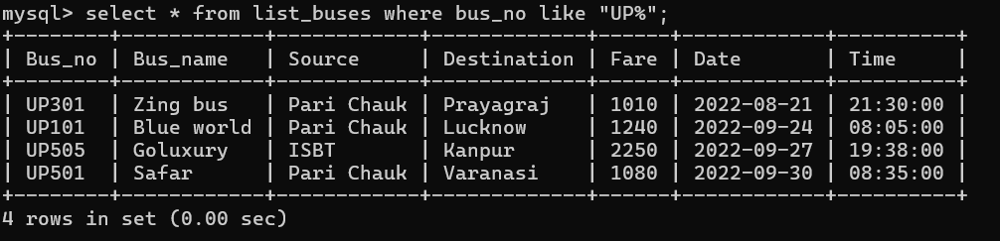 mysql> select * from list_buses where bus_no like "UP%";
+--------+------------+------------+-------------+------+------------+----------+
| Bus_no | Bus_name   | Source     | Destination | Fare | Date       | Time     |
+--------+------------+------------+-------------+------+------------+----------+
| UP301  | Zing bus   | Pari Chauk | Prayagraj   | 1010 | 2022-08-21 | 21:30:00 |
| UP101  | Blue world | Pari Chauk | Lucknow     | 1240 | 2022-09-24 | 08:05:00 |
| UP505  | Goluxury   | ISBT       | Kanpur      | 2250 | 2022-09-27 | 19:38:00 |
| UP501  | Safar      | Pari Chauk | Varanasi    | 1080 | 2022-09-30 | 08:35:00 |
+--------+------------+------------+-------------+------+------------+----------+
4 rows in set (0.00 sec)